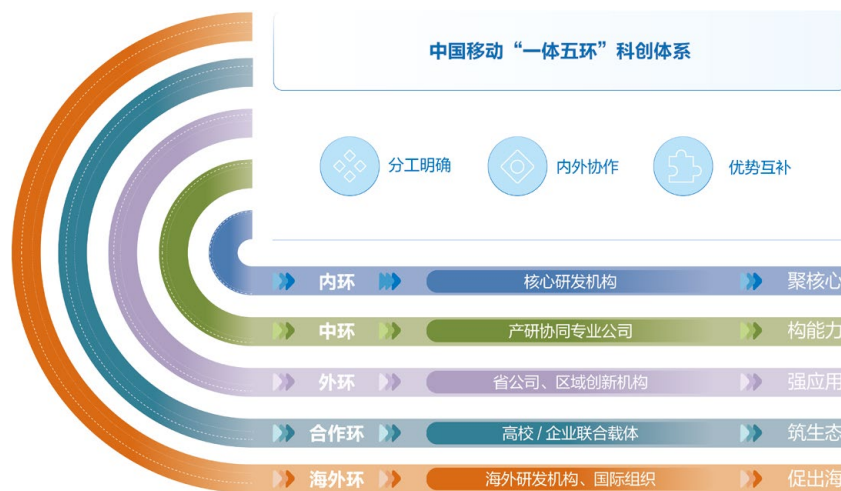 中国移动“一体五环”科创体系
分工明确 内外协作 优势互补
内环 核心研发机构 聚核心
中环 产研协同专业公司 构能力
外环 省公司、区域创新机构 强应用
合作环 高校/企业联合载体 筑生态
海外环 海外研发机构、国际组织 促出海